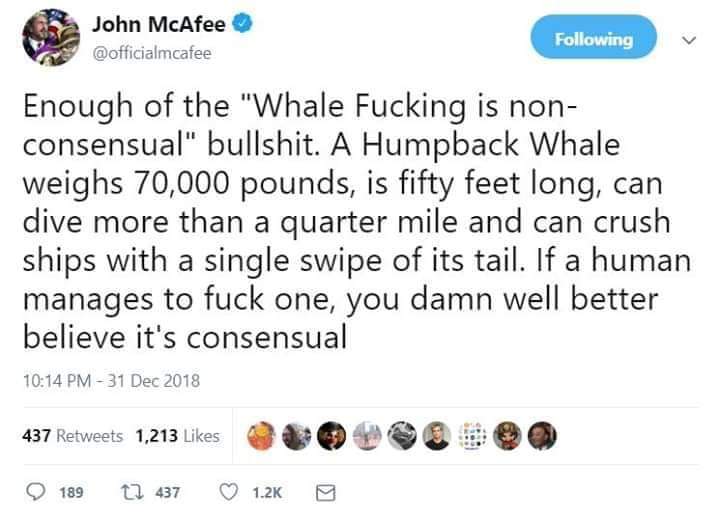 John McAfee
@officialmcafee
Following
Enough of the "Whale Fucking is non-
consensual" bullshit. A Humpback Whale
weighs 70,000 pounds, is fifty feet long, can
dive more than a quarter mile and can crush
ships with a single swipe of its tail. If a human
manages to fuck one, you damn well better
believe it's consensual
10:14 PM - 31 Dec 2018
437 Retweets 1,213 Likes
189 437 1.2K